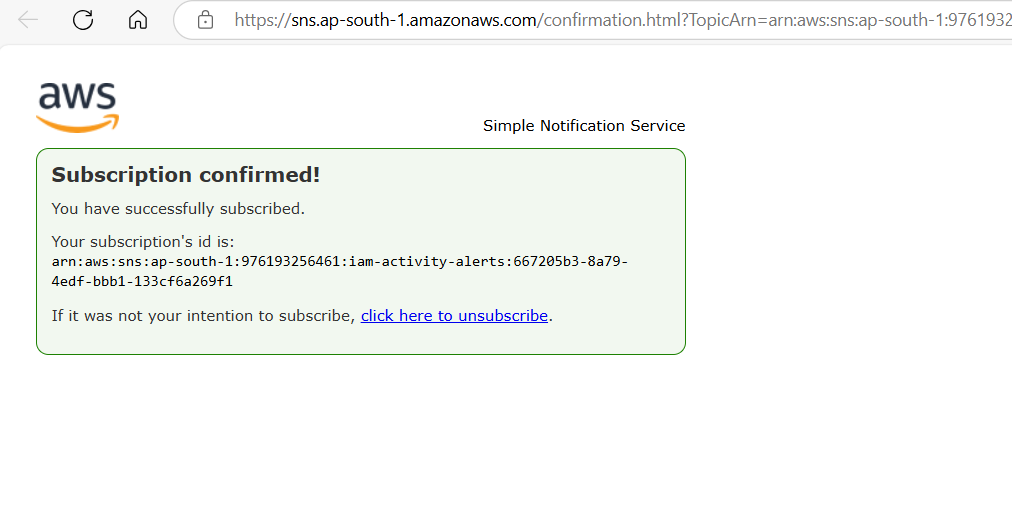 https://sns.ap-south-1.amazonaws.com/confirmation.html?TopicArn=arn:aws:sns:ap-south-1:9761932
aws
Simple Notification Service
Subscription confirmed!
You have successfully subscribed.
Your subscription's id is:
arn:aws:sns:ap-south-1:976193256461:iam-activity-alerts:667205b3-8a79-
4edf-bbb1-133cf6a269f1
If it was not your intention to subscribe, click here to unsubscribe.